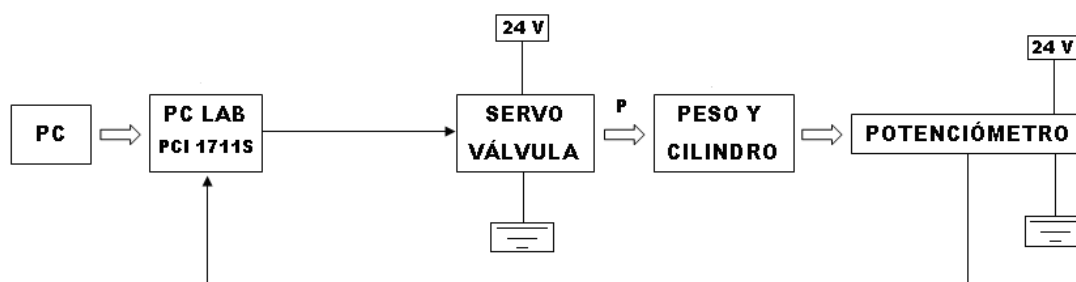 24 V
24 V
PC
PC LAB
PCI 1711S
SERVO
VÁLVULA
P
PESO Y
CILINDRO
POTENCIÓMETRO